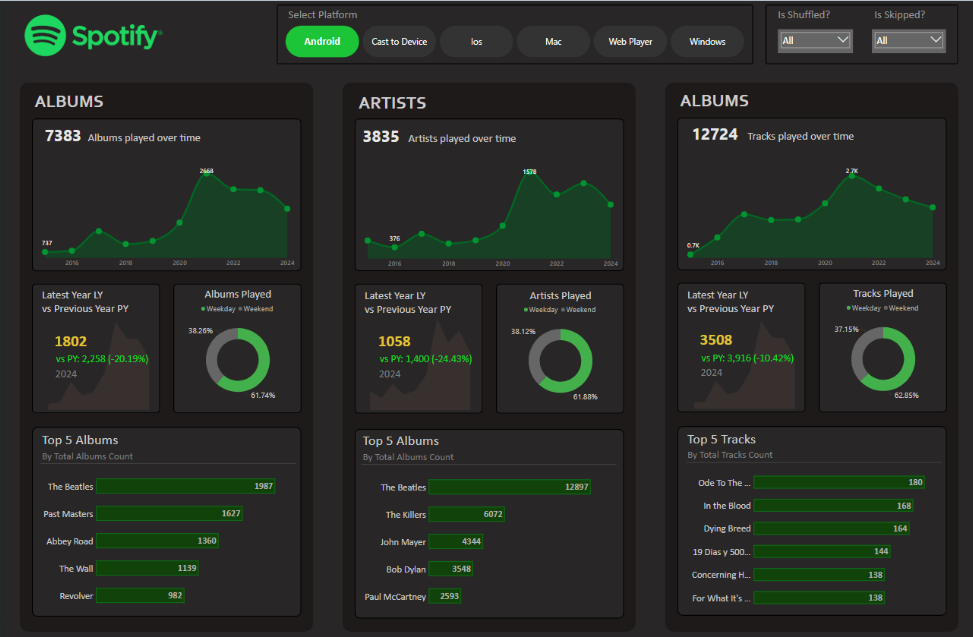 Spotify
Select Platform
Android
Cast to Device
Ios
Mac
Web Player
Windows
Is Shuffled?
Is Skipped?
All
All
ALBUMS
7383 Albums played over time
2668
737
2016 2018 2020 2022 2024
Latest Year LY
vs Previous Year PY
1802
vs PY: 2,258 (-20.19%)
2024
Albums Played
Weekday Weekend
38.26%
61.74%
Top 5 Albums
By Total Albums Count
The Beatles 1987
Past Masters 1627
Abbey Road 1360
The Wall 1139
Revolver 982
ARTISTS
3835 Artists played over time
1578
376
2016 2018 2020 2022 2024
Latest Year LY
vs Previous Year PY
1058
vs PY: 1,400 (-24.43%)
2024
Artists Played
Weekday Weekend
38.12%
61.88%
Top 5 Albums
By Total Albums Count
The Beatles 12897
The Killers 6072
John Mayer 4344
Bob Dylan 3548
Paul McCartney 2593
ALBUMS
12724 Tracks played over time
2.7K
0.7K
2016 2018 2020 2022 2024
Latest Year LY
vs Previous Year PY
3508
vs PY: 3,916 (-10.42%)
2024
Tracks Played
Weekday Weekend
37.15%
62.85%
Top 5 Tracks
By Total Tracks Count
Ode To The ... 180
In the Blood 168
Dying Breed 164
19 Dias y 500... 144
Concerning H... 138
For What It's ... 138